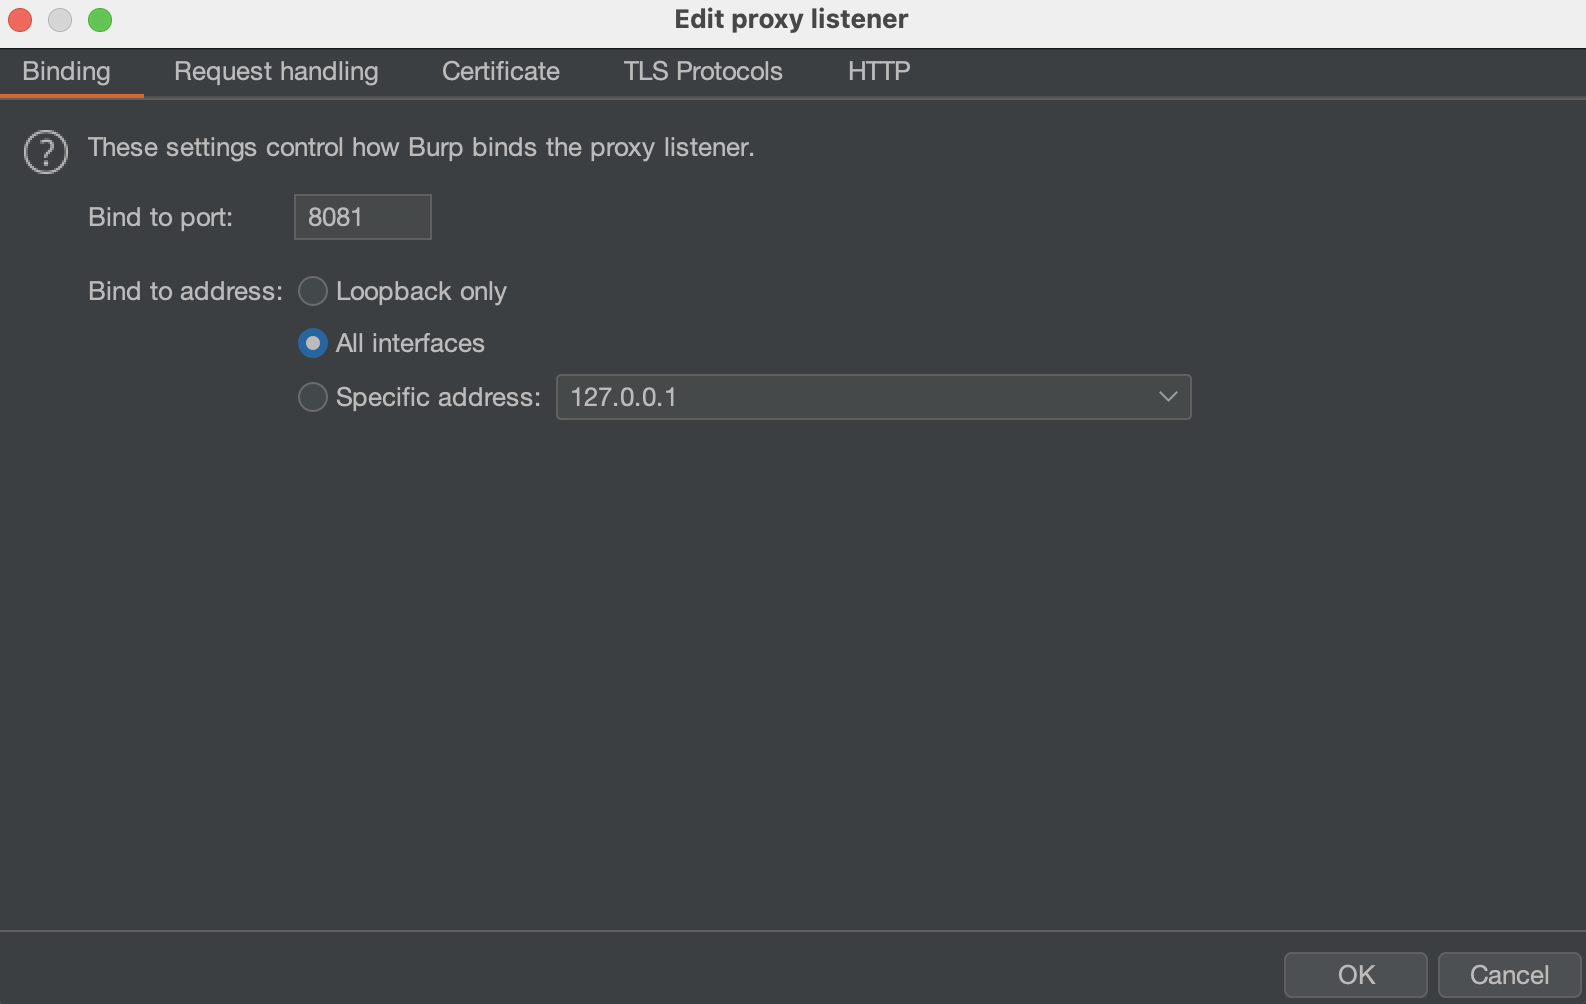 Edit proxy listener
Binding Request handling Certificate TLS Protocols HTTP
? These settings control how Burp binds the proxy listener.
Bind to port: 8081
Bind to address: Loopback only
All interfaces
Specific address: 127.0.0.1
OK Cancel